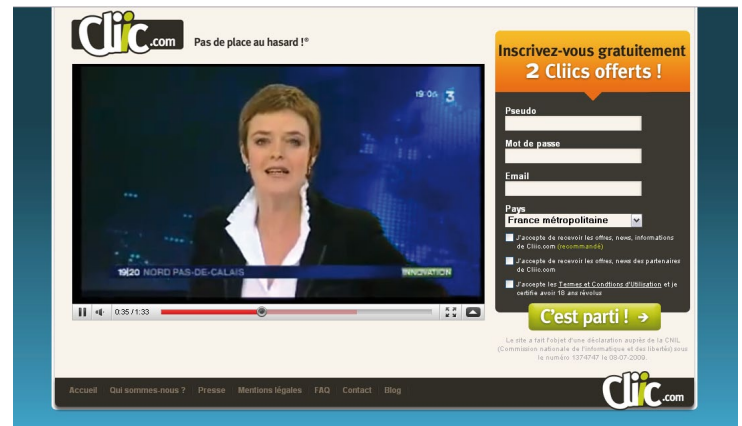 Cliic.com
Pas de place au hasard !®
Inscrivez-vous gratuitement
2 Cliics offerts !
19:06 3
19|20 NORD PAS-DE-CALAIS
INNOVATION
0:35 / 1:33
Pseudo
Mot de passe
Email
Pays
France métropolitaine
J'accepte de recevoir les offres, news, informations
de Cliic.com (recommandé)
J'accepte de recevoir les offres, news des partenaires
de Cliic.com
J'accepte les Termes et Condtions d'Utilisation et je
certifie avoir 18 ans révolus
C'est parti !
Le site a fait l'objet d'une déclaration auprès de la CNIL
(Commission nationale de l'informatique et des libertés) sous
le numéro 1374747 le 08-07-2009.
Accueil Qui sommes-nous ? Presse Mentions légales FAQ Contact Blog
Cliic.com